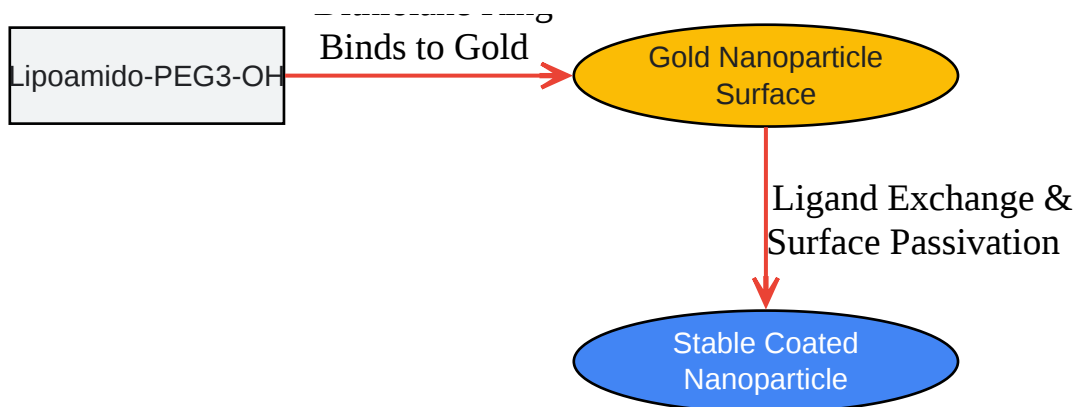 Binds to Gold
Lipoamido-PEG3-OH
Gold Nanoparticle
Surface
Ligand Exchange &
Surface Passivation
Stable Coated
Nanoparticle